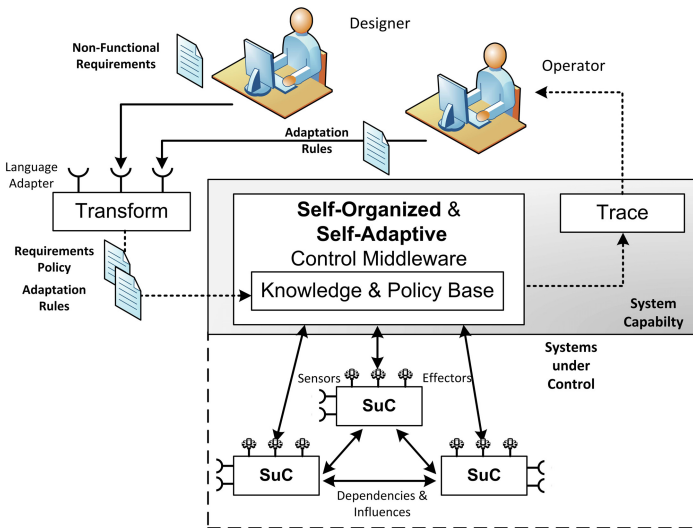 Designer
Non-Functional
Requirements
Operator
Adaptation
Rules
Language
Adapter
Transform
Self-Organized &
Self-Adaptive
Control Middleware
Knowledge & Policy Base
Trace
Requirements
Policy
Adaptation
Rules
System
Capabilty
Systems
under
Control
Sensors
Effectors
SuC
SuC
SuC
Dependencies &
Influences